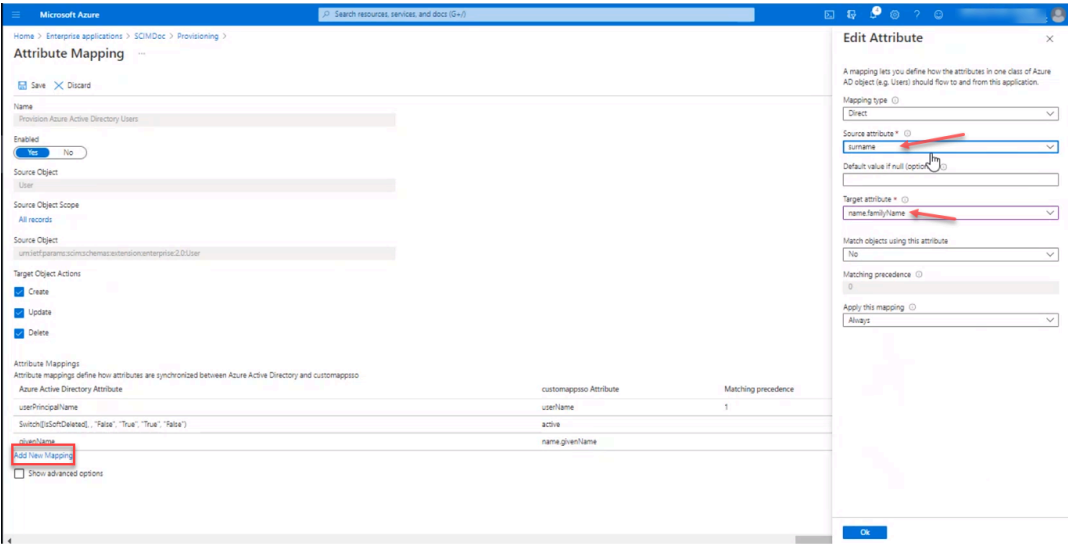 Microsoft Azure
Search resources, services, and docs (G+/)
Home > Enterprise applications > SCIMDoc > Provisioning >
Attribute Mapping ...
Save
Discard
Name
Provision Azure Active Directory Users
Enabled
Yes
No
Source Object
User
Source Object Scope
All records
Source Object
urn:ietf:params:scim:schemas:extension:enterprise:2.0:User
Target Object Actions
Create
Update
Delete
Attribute Mappings
Attribute mappings define how attributes are synchronized between Azure Active Directory and customappsso
Azure Active Directory Attribute customappsso Attribute Matching precedence
userPrincipalName userName 1
Switch([IsSoftDeleted], , "False", "True", "True", "False") active
givenName name.givenName
Add New Mapping
Show advanced options
Edit Attribute
A mapping lets you define how the attributes in one class of Azure
AD object (e.g. Users) should flow to and from this application.
Mapping type
Direct
Source attribute *
surname
Default value if null (option
Target attribute *
name.familyName
Match objects using this attribute
No
Matching precedence
0
Apply this mapping
Always
Ok